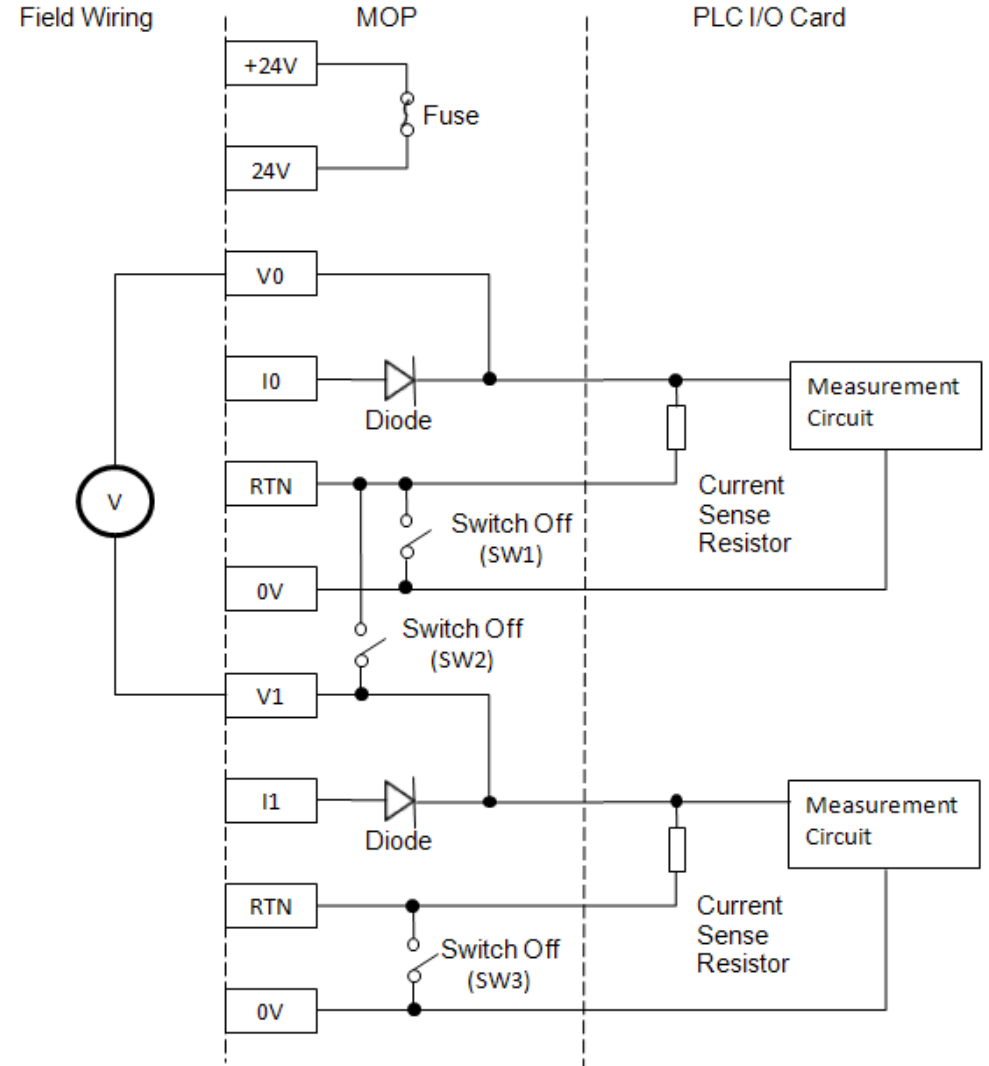 Field Wiring
MOP
PLC I/O Card
+24V
Fuse
24V
V0
I0
Diode
Measurement
Circuit
RTN
Switch Off
(SW1)
Current
Sense
Resistor
0V
V
Switch Off
(SW2)
V1
I1
Diode
Measurement
Circuit
RTN
Switch Off
(SW3)
Current
Sense
Resistor
0V